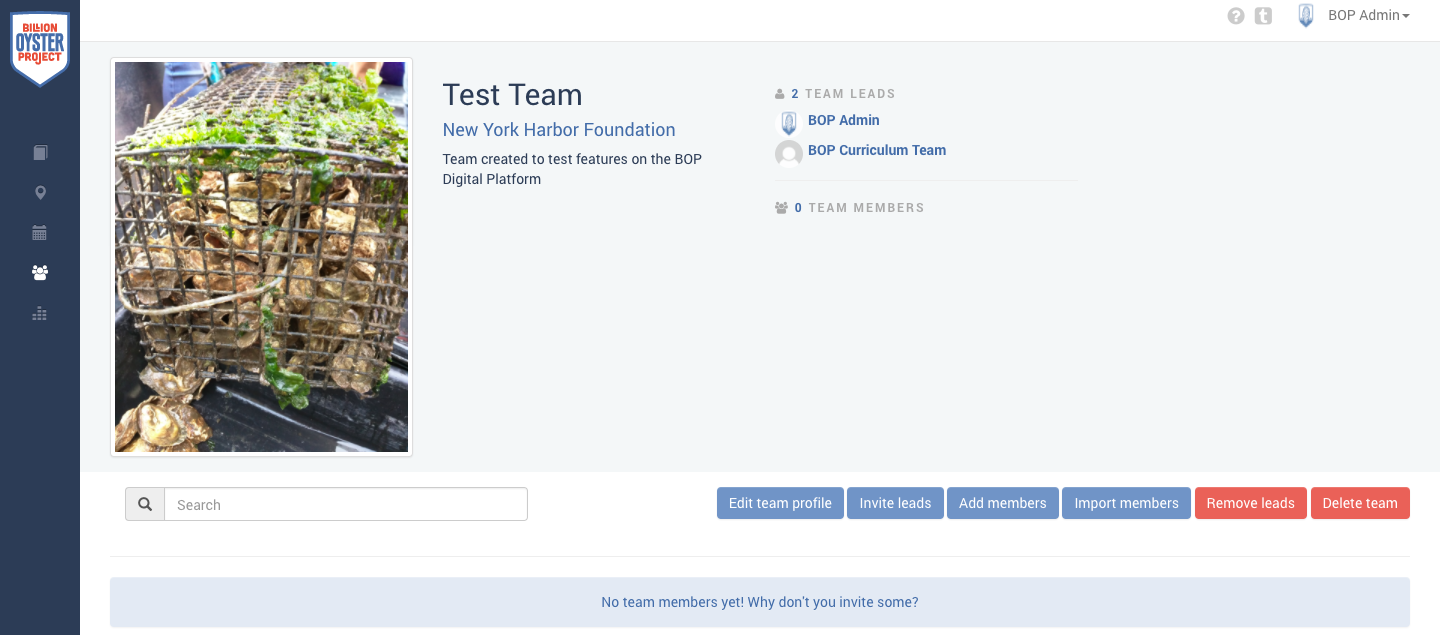 BILLION
OYSTER
PROJECT
? t BOP Admin
Test Team
New York Harbor Foundation
Team created to test features on the BOP
Digital Platform
2 TEAM LEADS
BOP Admin
BOP Curriculum Team
0 TEAM MEMBERS
Search
Edit team profile
Invite leads
Add members
Import members
Remove leads
Delete team
No team members yet! Why don't you invite some?